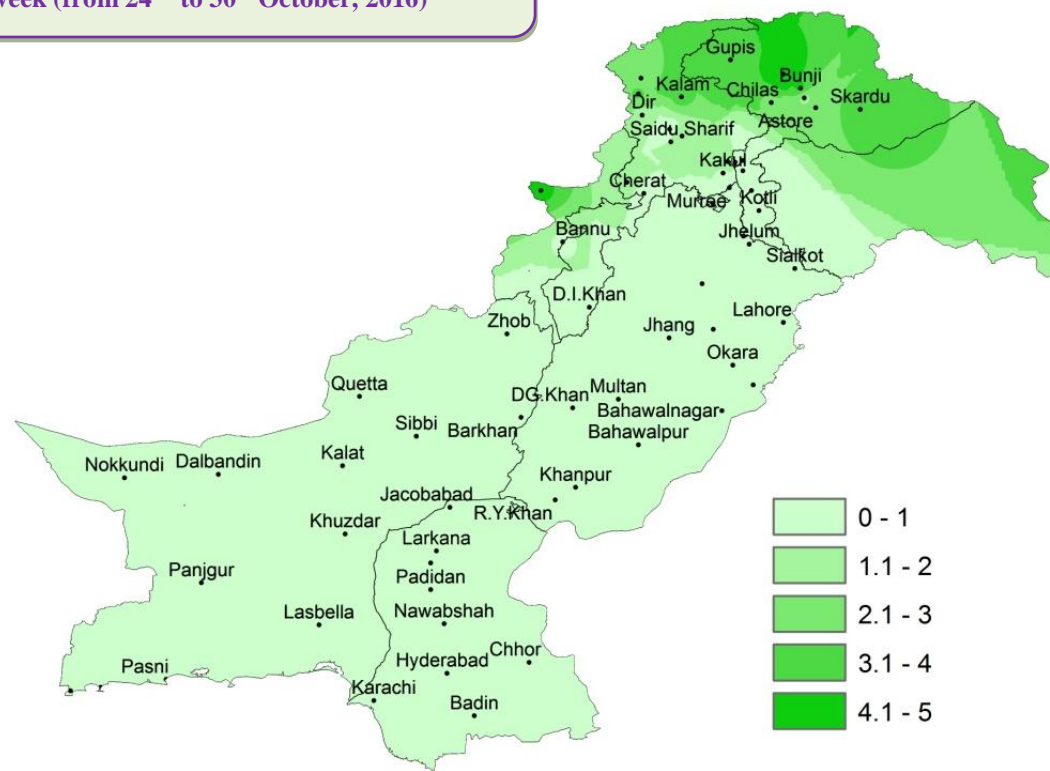 week (from 24th to 30th October, 2016)
Gupis
Bunji
Kalam
Chilas
Skardu
Dir
Astore
Saidu Sharif
Kakul
Cherat
Murree
Kotli
Bannu
Jhelum
Sialkot
D.I.Khan
Zhob
Lahore
Jhang
Okara
Quetta
DG.Khan
Multan
Bahawalnagar
Sibbi
Barkhan
Bahawalpur
Nokkundi
Dalbandin
Kalat
Khanpur
Jacobabad
R.Y.Khan
Khuzdar
Larkana
Panjgur
Padidan
Lasbella
Nawabshah
Pasni
Hyderabad
Chhor
Karachi
Badin
0 - 1
1.1 - 2
2.1 - 3
3.1 - 4
4.1 - 5